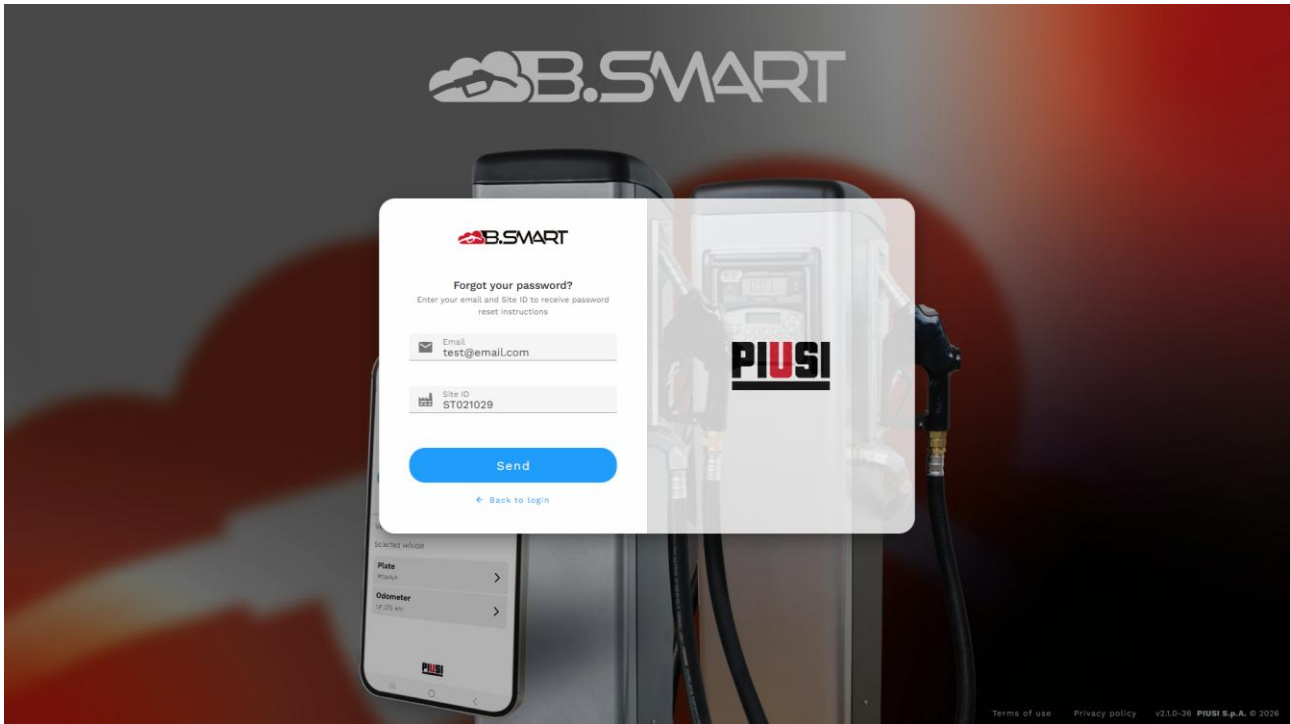 B.SMART
B.SMART
Forgot your password?
Enter your email and Site ID to receive password
reset instructions
Email
test@email.com
Site ID
ST021029
Send
← Back to login
PIUSI
Selected vehicle
Plate
Odometer
PIUSI
Terms of use Privacy policy v2.1.0-36 PIUSI S.p.A. © 2026